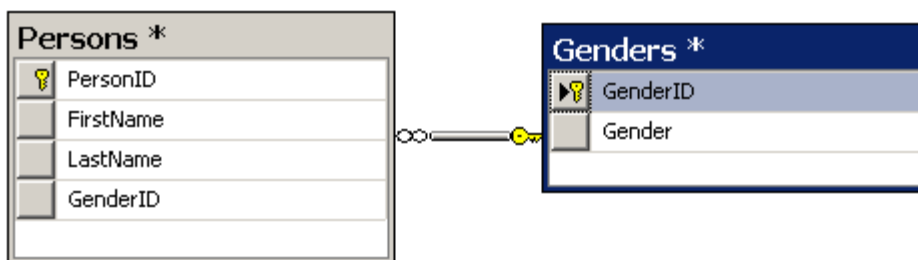 Persons *
PersonID
FirstName
LastName
GenderID
Genders *
GenderID
Gender